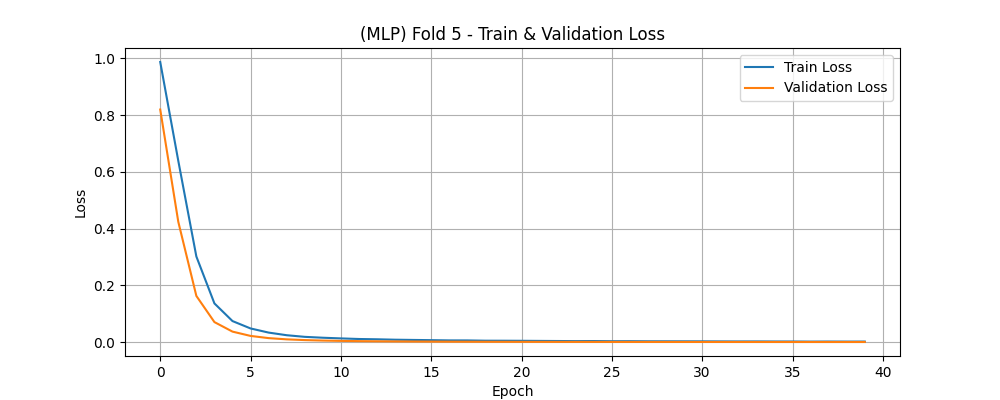 (MLP) Fold 5 - Train & Validation Loss
Train Loss
Validation Loss
1.0
0.8
0.6
0.4
0.2
0.0
Loss
0 5 10 15 20 25 30 35 40
Epoch